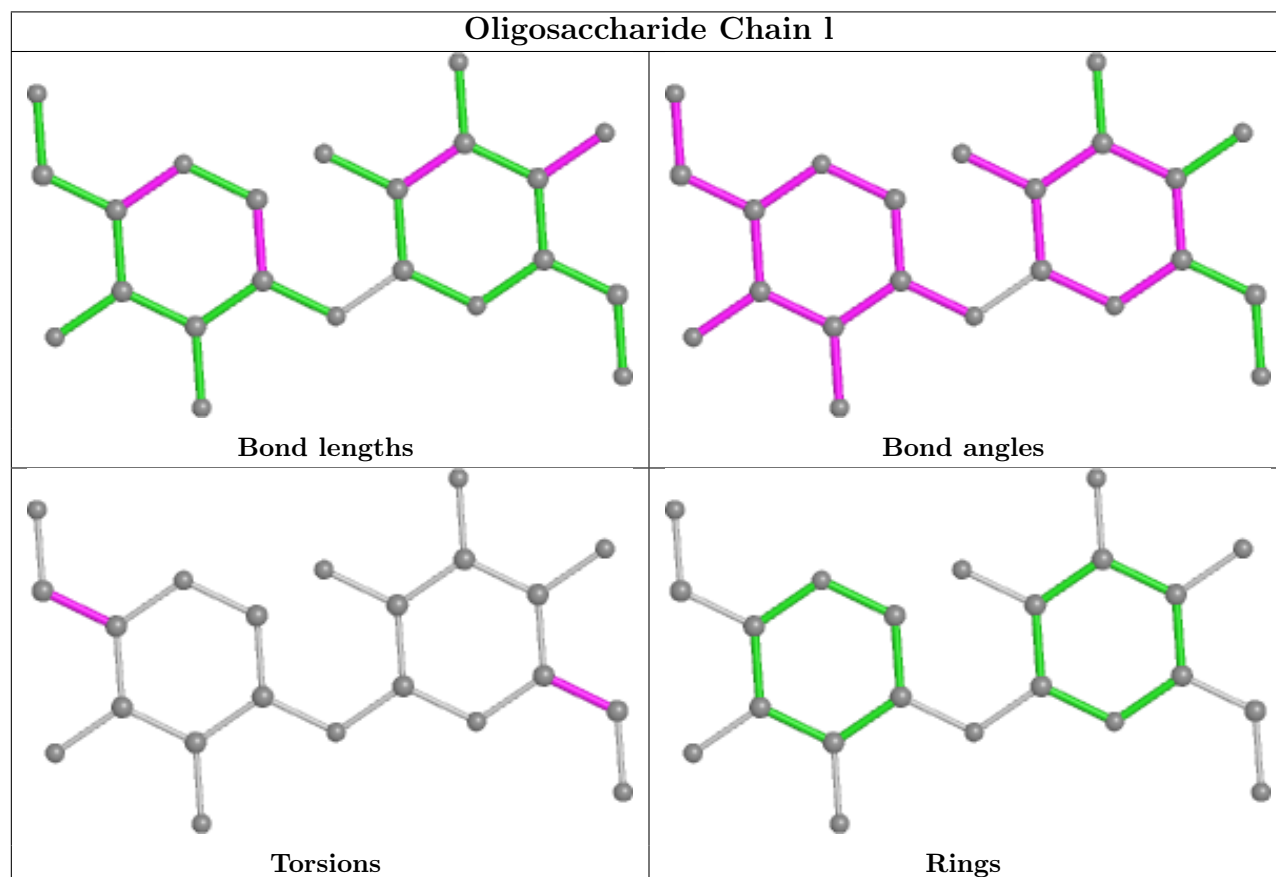 Oligosaccharide Chain l
Bond lengths
Bond angles
Torsions
Rings